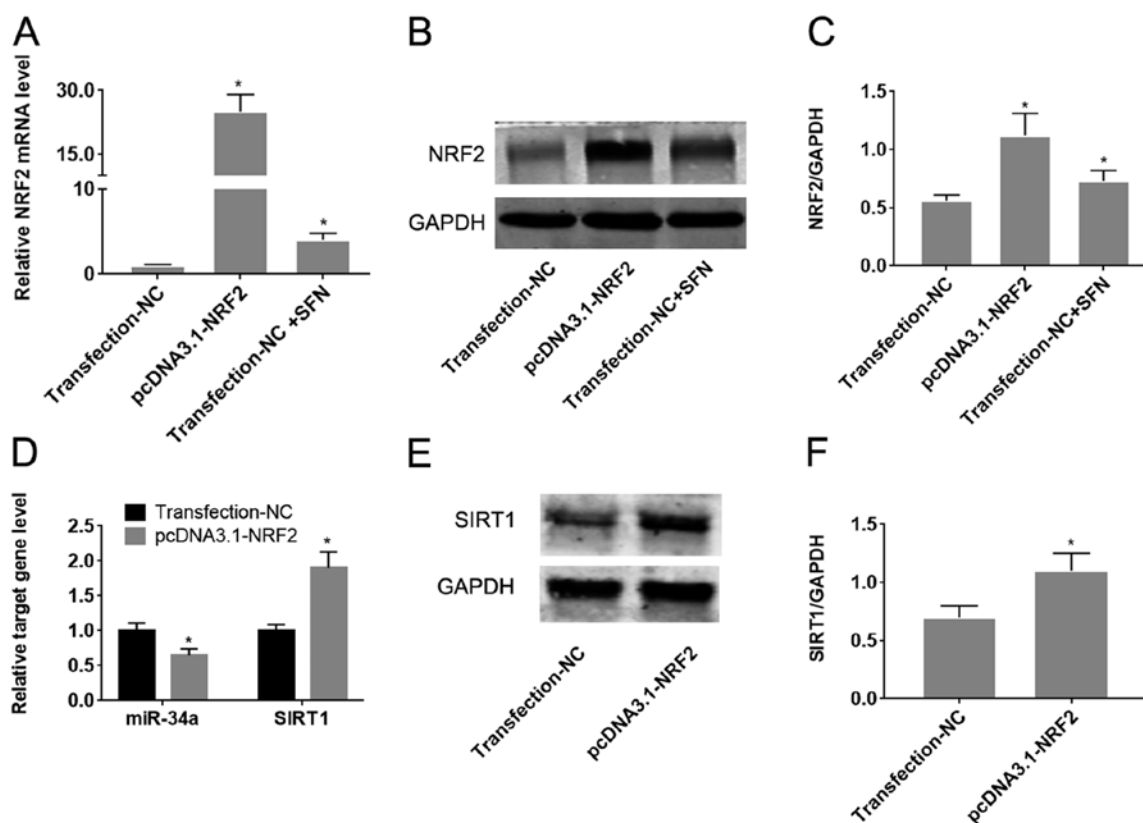 A
Relative NRF2 mRNA level
30.0
15.0
10
0
*
*
Transfection-NC
pcDNA3.1-NRF2
Transfection-NC +SFN
B
NRF2
GAPDH
Transfection-NC
pcDNA3.1-NRF2
Transfection-NC+SFN
C
NRF2/GAPDH
1.5
1.0
0.5
0.0
*
*
Transfection-NC
pcDNA3.1-NRF2
Transfection-NC+SFN
D
Relative target gene level
Transfection-NC
pcDNA3.1-NRF2
2.5
2.0
1.5
1.0
0.5
0.0
*
*
miR-34a SIRT1
E
SIRT1
GAPDH
Transfection-NC
pcDNA3.1-NRF2
F
SIRT1/GAPDH
1.5
1.0
0.5
0.0
*
Transfection-NC
pcDNA3.1-NRF2